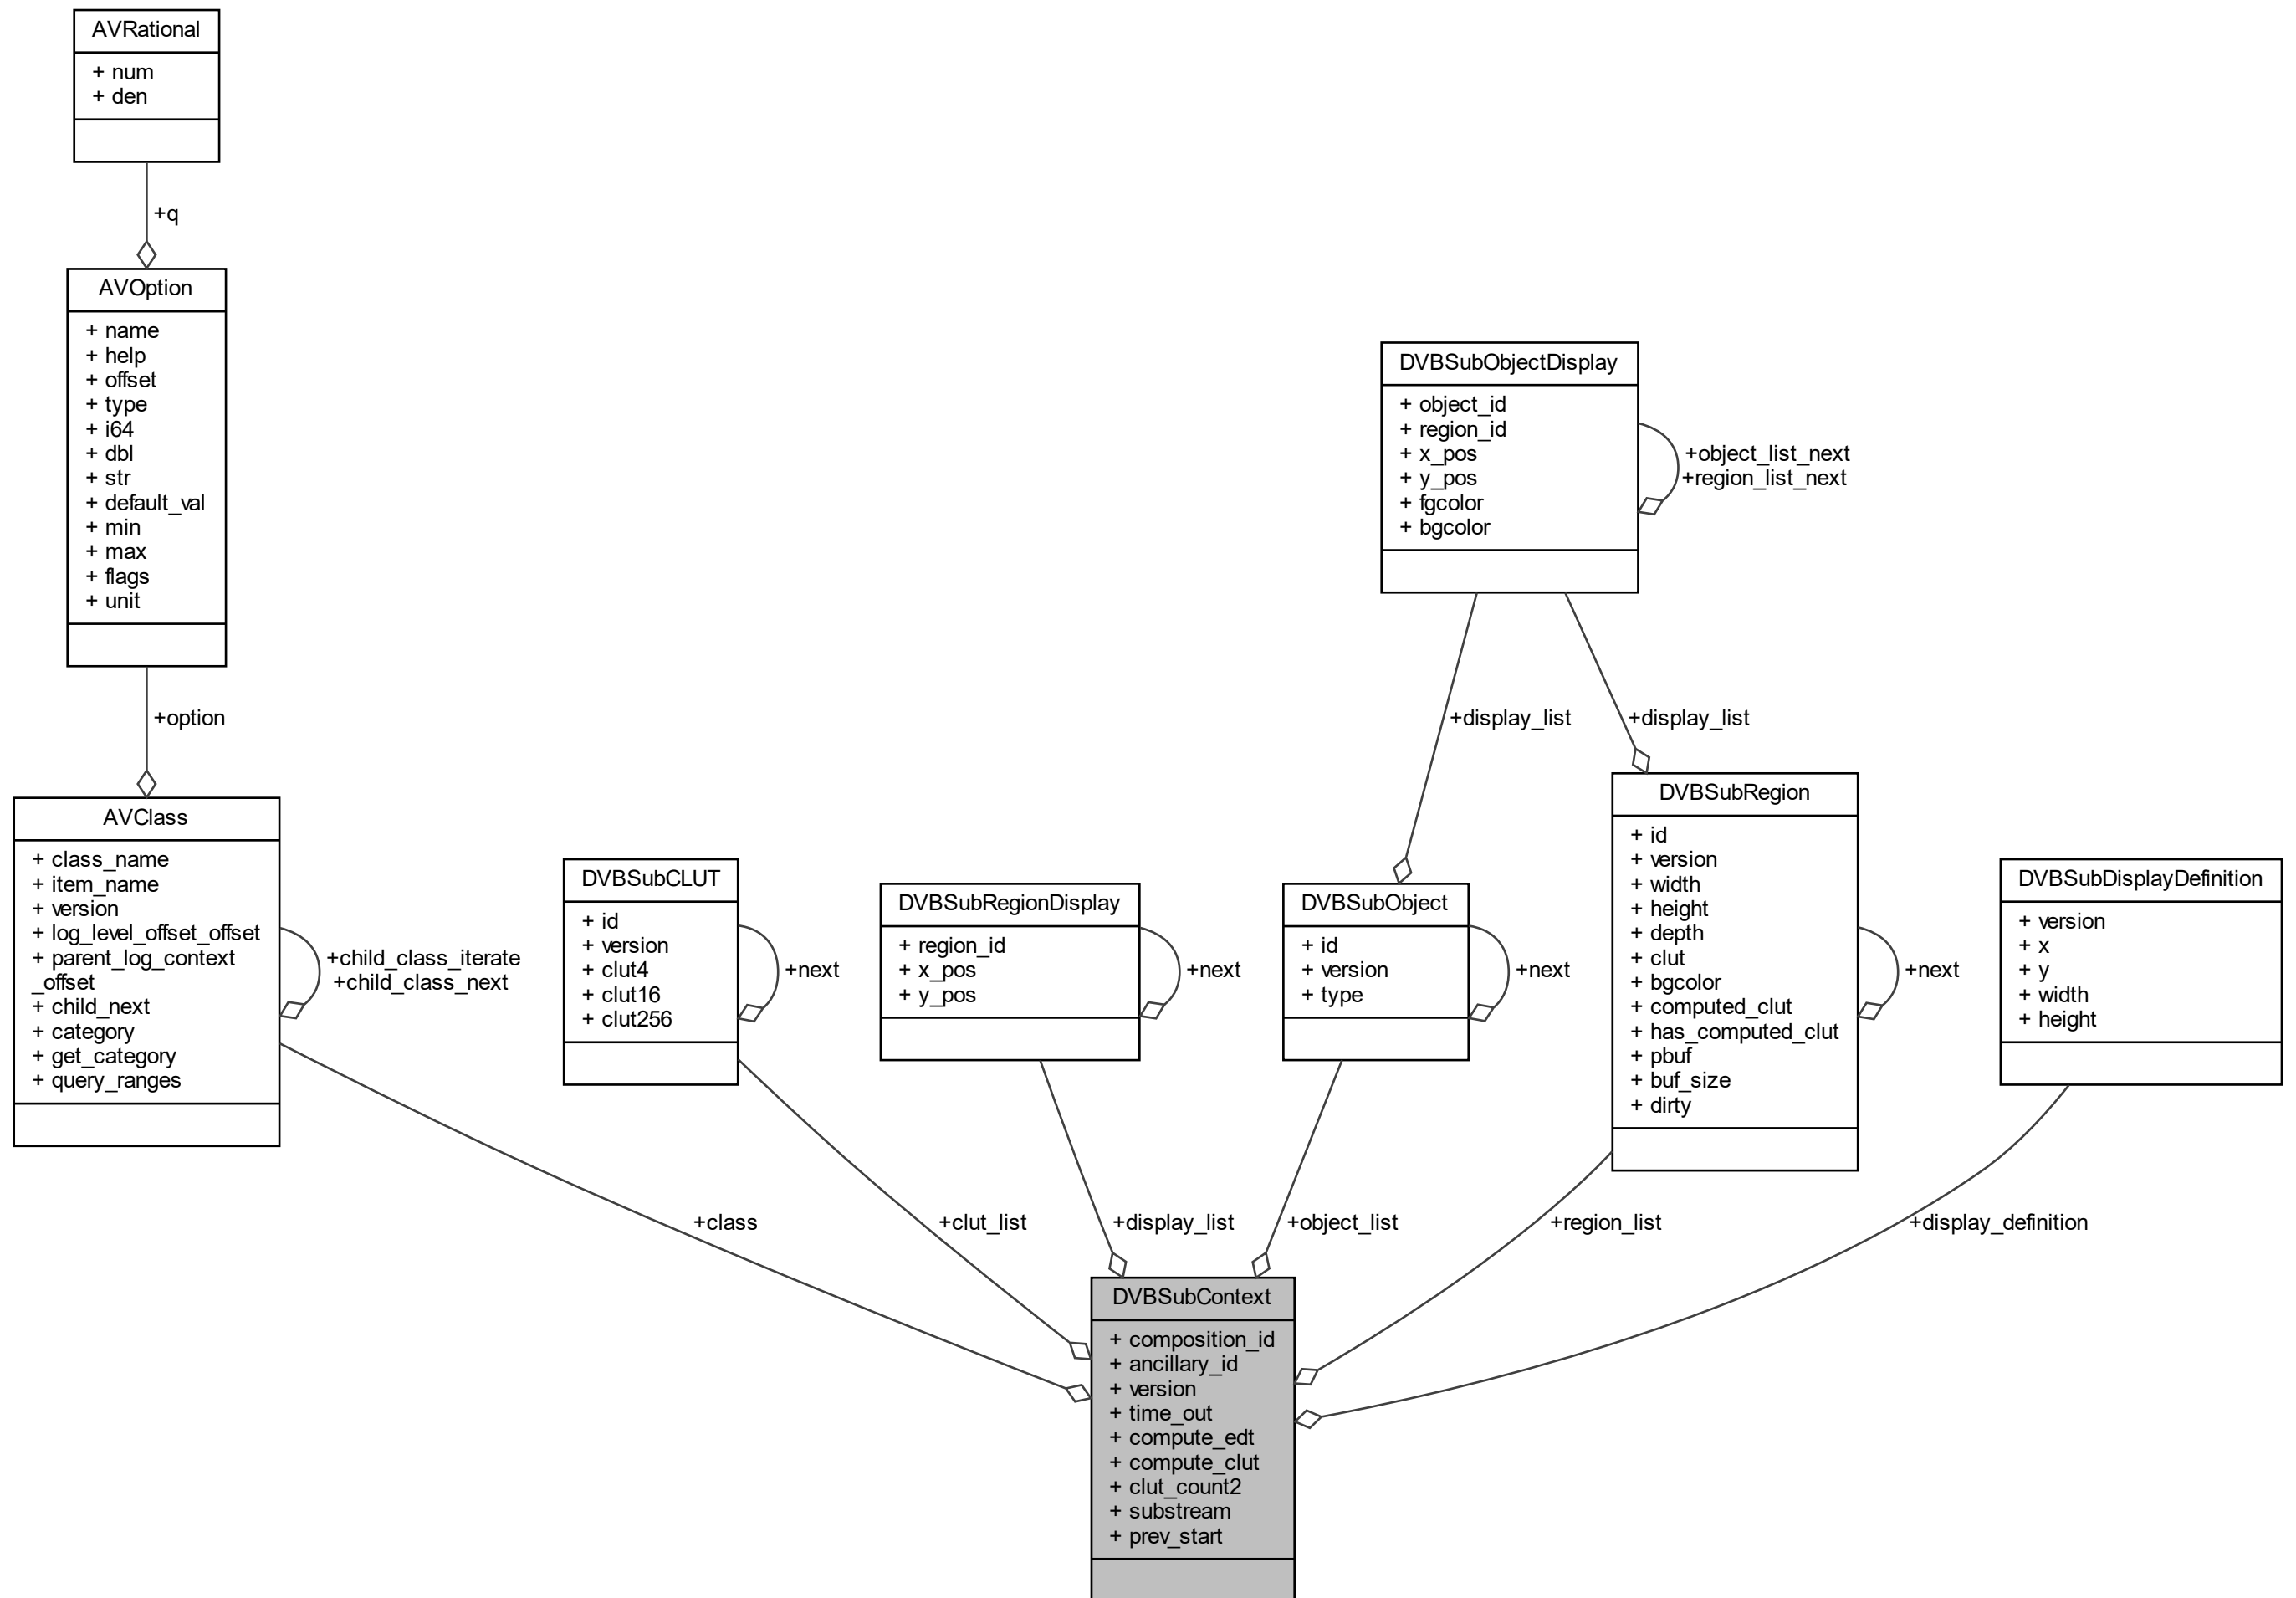 AVRational
+ num
+ den
+q
AVOption
+ name
+ help
+ offset
+ type
+ i64
+ dbl
+ str
+ default_val
+ min
+ max
+ flags
+ unit
+option
DVBSubObjectDisplay
+ object_id
+ region_id
+ x_pos
+ y_pos
+ fgcolor
+ bgcolor
+object_list_next
+region_list_next
+display_list
+display_list
AVClass
+ class_name
+ item_name
+ version
+ log_level_offset_offset
+ parent_log_context
_offset
+ child_next
+ category
+ get_category
+ query_ranges
+child_class_iterate
+child_class_next
DVBSubCLUT
+ id
+ version
+ clut4
+ clut16
+ clut256
+next
DVBSubRegionDisplay
+ region_id
+ x_pos
+ y_pos
+next
DVBSubObject
+ id
+ version
+ type
+next
DVBSubRegion
+ id
+ version
+ width
+ height
+ depth
+ clut
+ bgcolor
+ computed_clut
+ has_computed_clut
+ pbuf
+ buf_size
+ dirty
+next
DVBSubDisplayDefinition
+ version
+ x
+ y
+ width
+ height
+class
+clut_list
+display_list
+object_list
+region_list
+display_definition
DVBSubContext
+ composition_id
+ ancillary_id
+ version
+ time_out
+ compute_edt
+ compute_clut
+ clut_count2
+ substream
+ prev_start